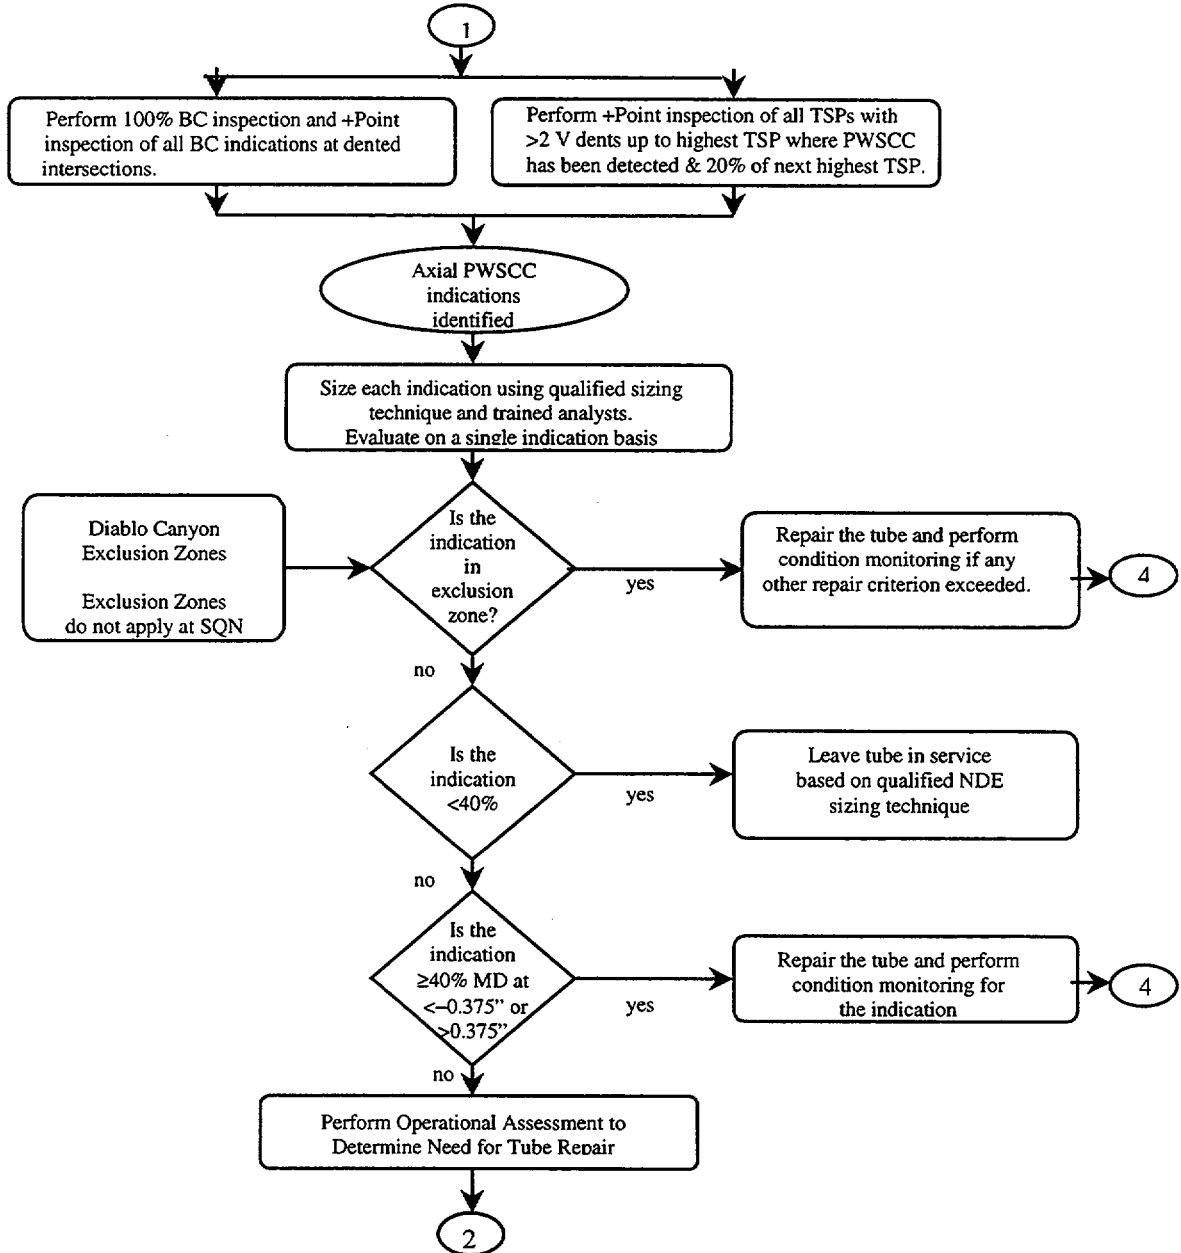 1
Perform 100% BC inspection and +Point
inspection of all BC indications at dented
intersections.
Perform +Point inspection of all TSPs with
>2 V dents up to highest TSP where PWSCC
has been detected & 20% of next highest TSP.
Axial PWSCC
indications
identified
Size each indication using qualified sizing
technique and trained analysts.
Evaluate on a single indication basis
Diablo Canyon
Exclusion Zones
Exclusion Zones
do not apply at SQN
Is the
indication
in
exclusion
zone?
yes
Repair the tube and perform
condition monitoring if any
other repair criterion exceeded.
4
no
Is the
indication
<40%
yes
Leave tube in service
based on qualified NDE
sizing technique
no
Is the
indication
≥40% MD at
<–0.375” or
>0.375”
yes
Repair the tube and perform
condition monitoring for
the indication
4
no
Perform Operational Assessment to
Determine Need for Tube Repair
2